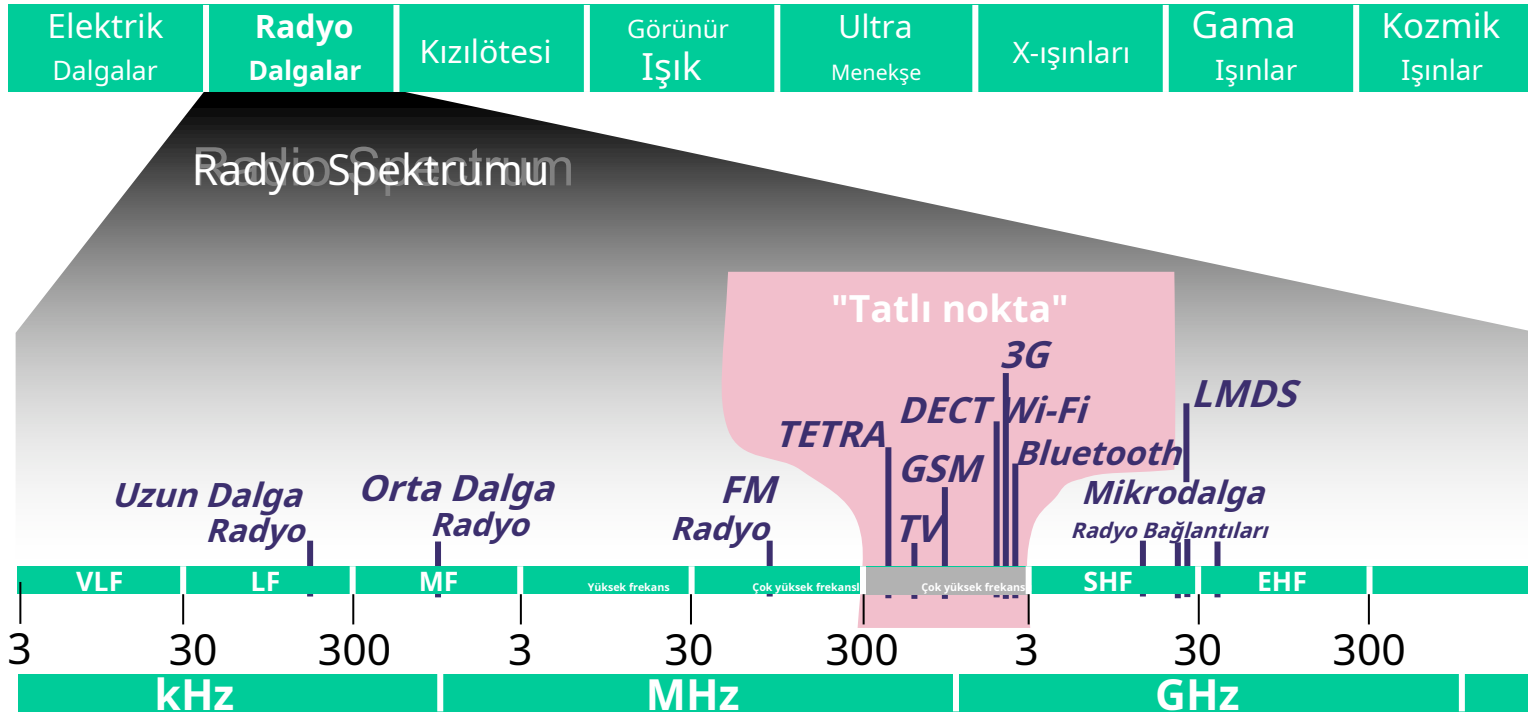 Elektrik
Dalgalar
Radyo
Dalgalar
Kızılötesi
Görünür
Işık
Ultra
Menekşe
X-ışınları
Gama
Işınlar
Kozmik
Işınlar
Radio Spectrum
Radyo Spektrumu
"Tatlı nokta"
3G
LMDS
DECT Wi-Fi
TETRA
Bluetooth
GSM
Uzun Dalga
Radyo
Orta Dalga
Radyo
FM
Radyo
TV
Mikrodalga
Radyo Bağlantıları
VLF LF MF Yüksek frekans Çok yüksek frekansl Çok yüksek frekans SHF EHF
3 30 300 3 30 300 3 30 300
kHz MHz GHz